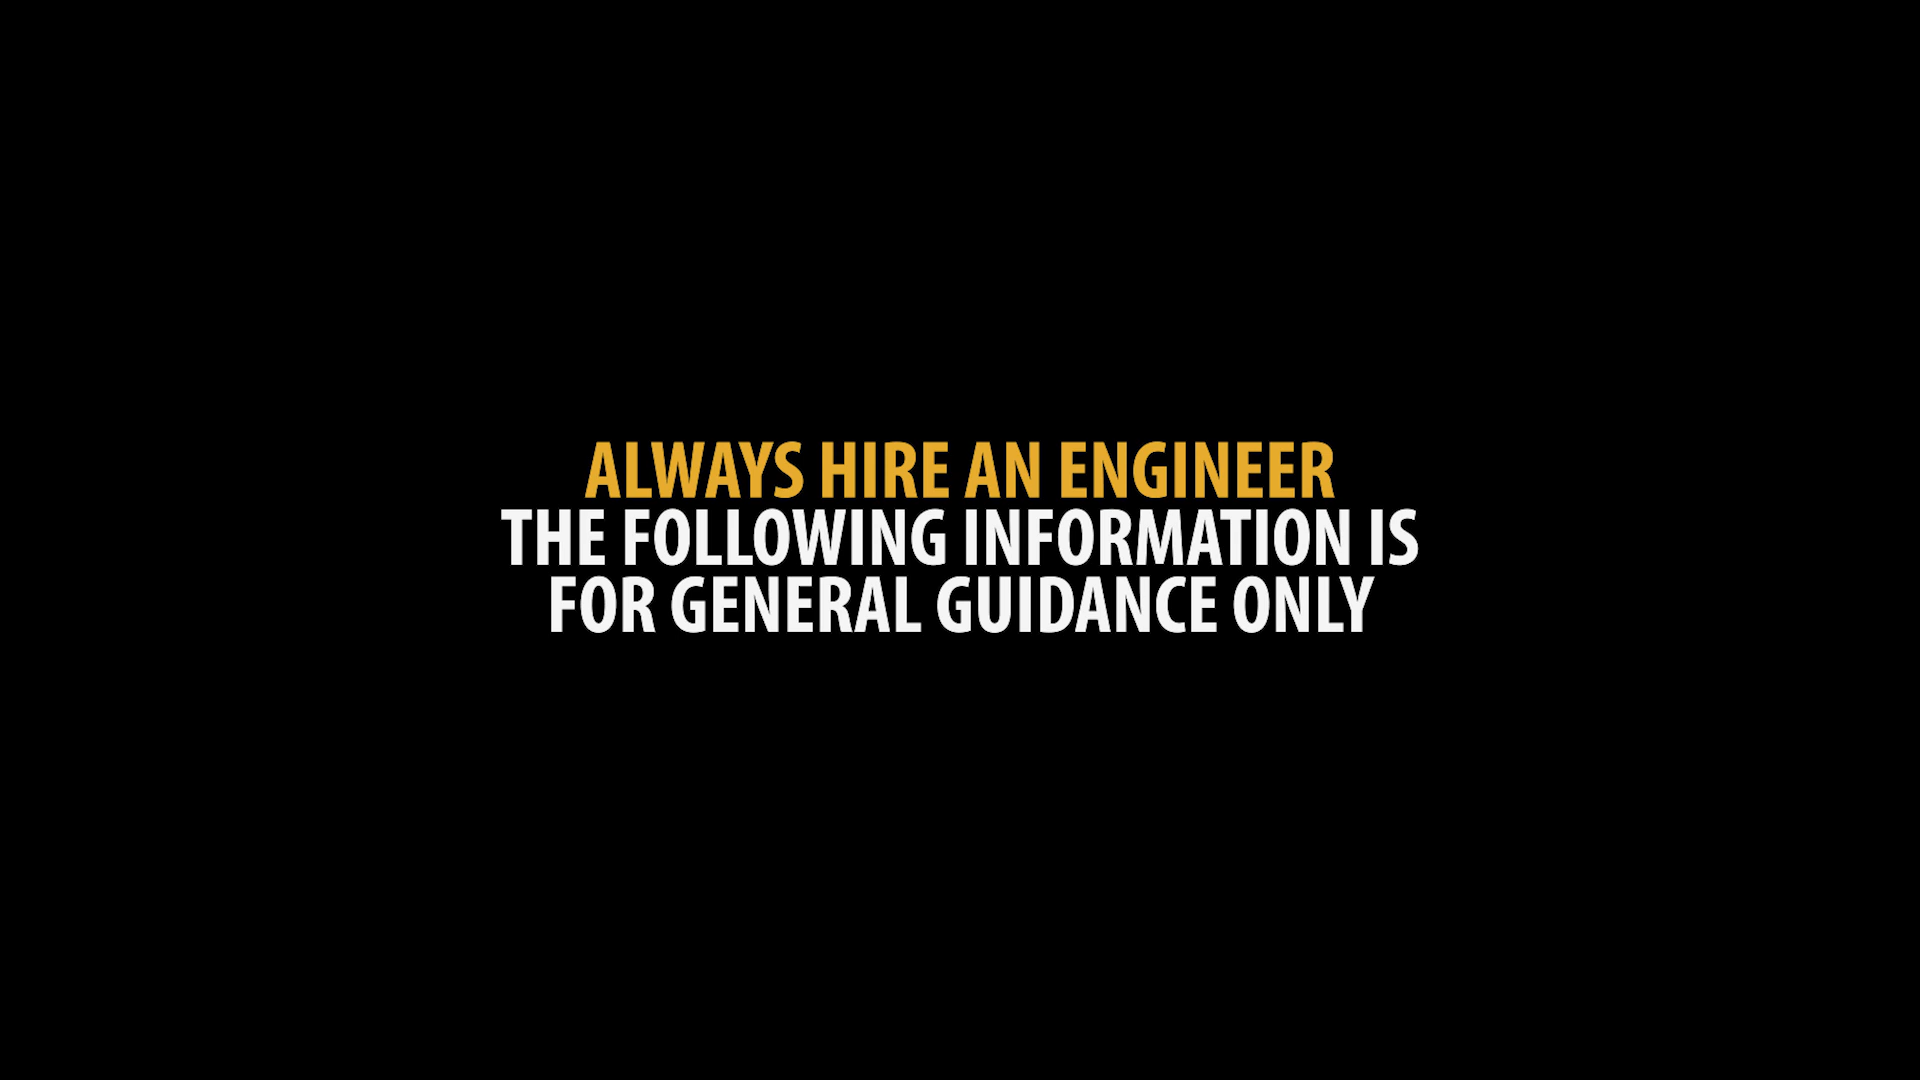 ALWAYS HIRE AN ENGINEER
THE FOLLOWING INFORMATION IS
FOR GENERAL GUIDANCE ONLY